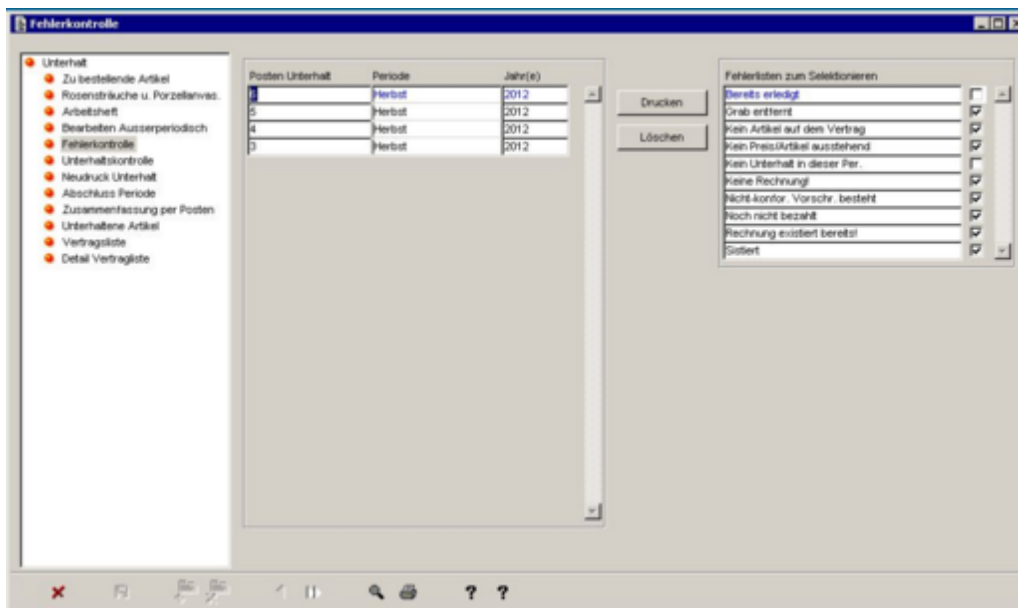 Fehlerkontrolle
Unterhalt
Zu bestellende Artikel
Rosensträuche u. Porzellanvas.
Arbeitsheft
Bearbeiten Ausserperiodisch
Fehlerkontrolle
Unterhaltskontrolle
Neudruck Unterhalt
Abschluss Periode
Zusammenfassung per Posten
Unterhaltene Artikel
Vertragsliste
Detail Vertragliste
Posten Unterhalt Periode Jahr(e)
Herbst 2012
5 Herbst 2012
4 Herbst 2012
3 Herbst 2012
Drucken
Löschen
Fehlerlisten zum Selektionieren
Bereits erledigt
Grab entfernt
Kein Artikel auf dem Vertrag
Kein Preis/Artikel ausstehend
Kein Unterhalt in dieser Per.
Keine Rechnung!
Nicht-konfor. Vorschr. besteht
Noch nicht bezahlt
Rechnung existiert bereits!
Sistiert
? ?